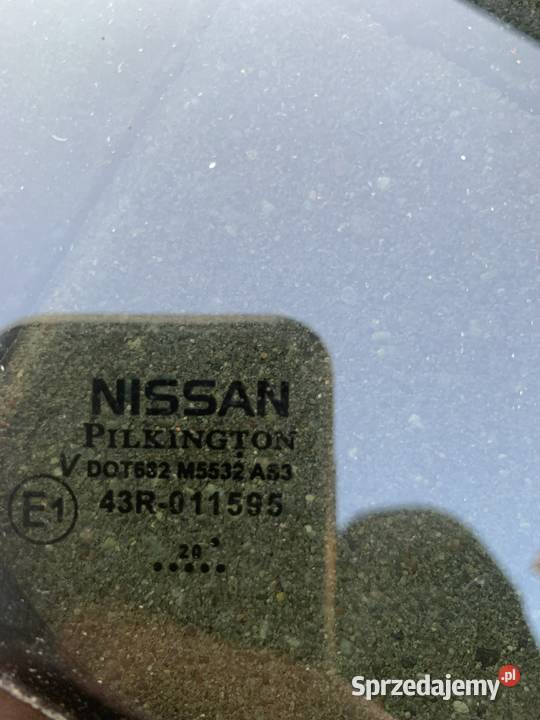 NISSAN
PILKINGTON
V DOT632 M5532 AS3
E1 43R-011595
20
Sprzedajemy.pl